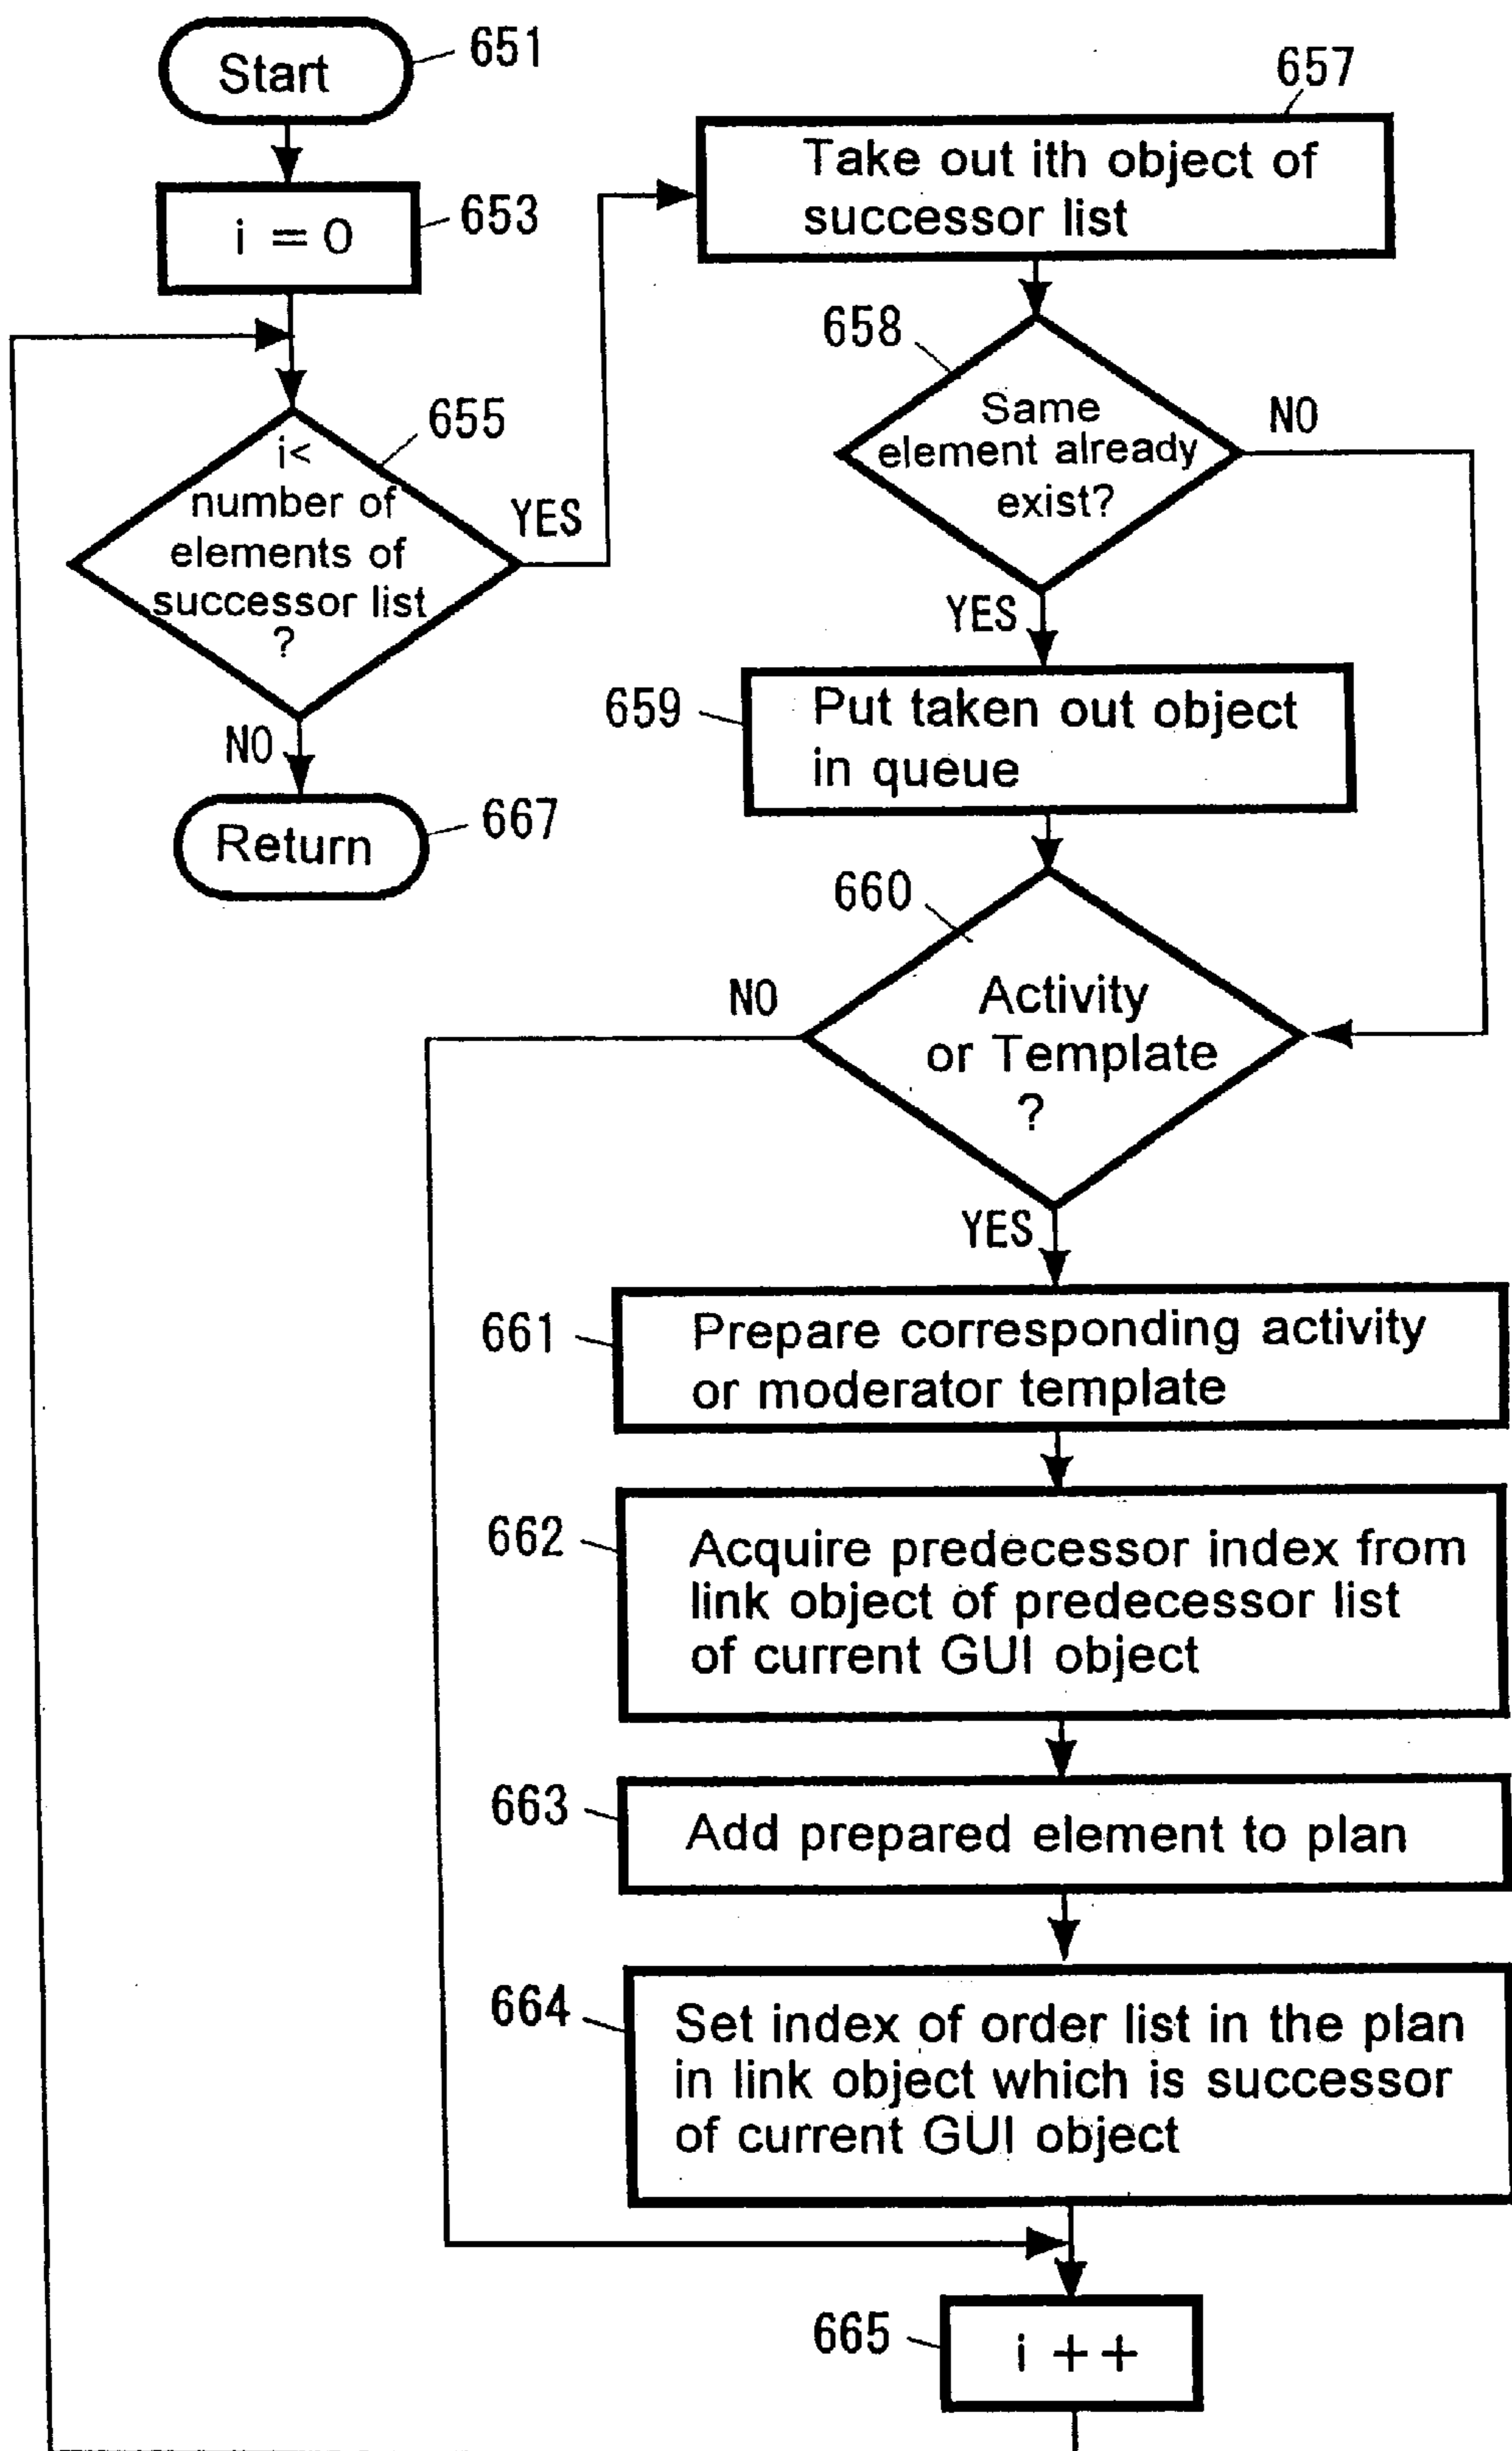 Start
651
i = 0
653
i<
number of
elements of
successor list
?
655
YES
NO
Return
667
657
Take out ith object of
successor list
658
Same
element already
exist?
NO
YES
659
Put taken out object
in queue
660
Activity
or Template
?
NO
YES
661
Prepare corresponding activity
or moderator template
662
Acquire predecessor index from
link object of predecessor list
of current GUI object
663
Add prepared element to plan
664
Set index of order list in the plan
in link object which is successor
of current GUI object
665
i ++